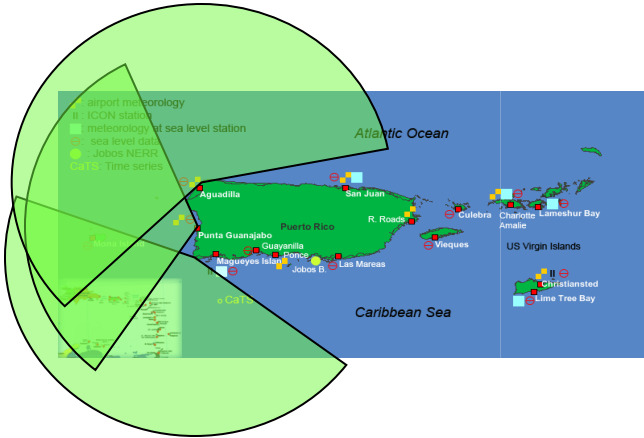 : airport meteorology
: ICON station
: meteorology at sea level station
: sea level data
: Jobos NERR
CaTS: Time series
Atlantic Ocean
Aguadilla
San Juan
Puerto Rico
R. Roads
Culebra
Charlotte
Amalie
Lameshur Bay
Punta Guanajabo
Mona Island
Guayanilla
Ponce
Magueyes Island
Jobos B.
Las Mareas
Vieques
US Virgin Islands
Christiansted
Lime Tree Bay
CaTS
Caribbean Sea